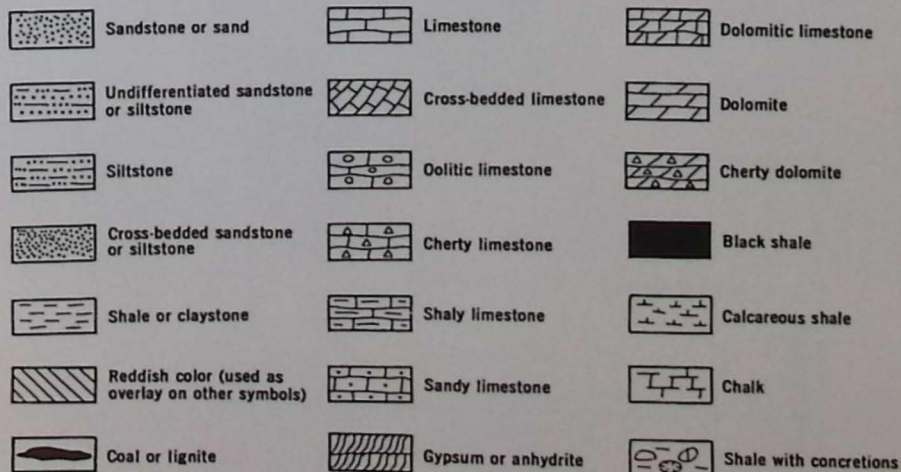 Sandstone or sand
Undifferentiated sandstone
or siltstone
Siltstone
Cross-bedded sandstone
or siltstone
Shale or claystone
Reddish color (used as
overlay on other symbols)
Coal or lignite
Limestone
Cross-bedded limestone
Oolitic limestone
Cherty limestone
Shaly limestone
Sandy limestone
Gypsum or anhydrite
Dolomitic limestone
Dolomite
Cherty dolomite
Black shale
Calcareous shale
Chalk
Shale with concretions